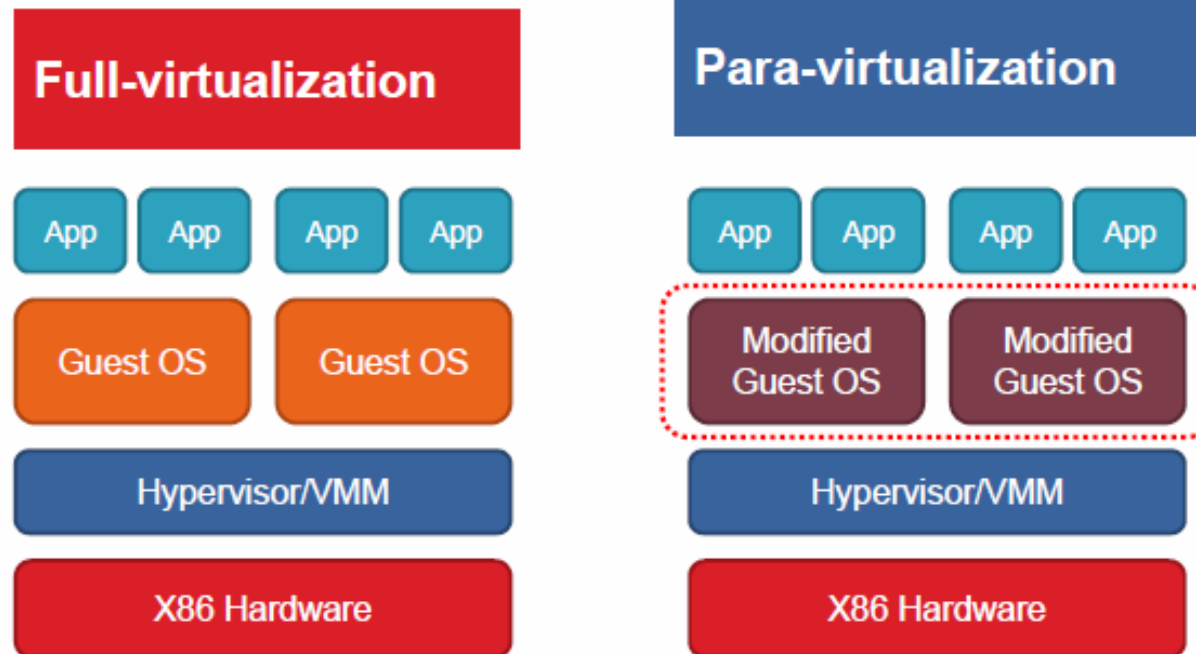 Full-virtualization
App App App App
Guest OS Guest OS
Hypervisor/VMM
X86 Hardware
Para-virtualization
App App App App
Modified Guest OS Modified Guest OS
Hypervisor/VMM
X86 Hardware